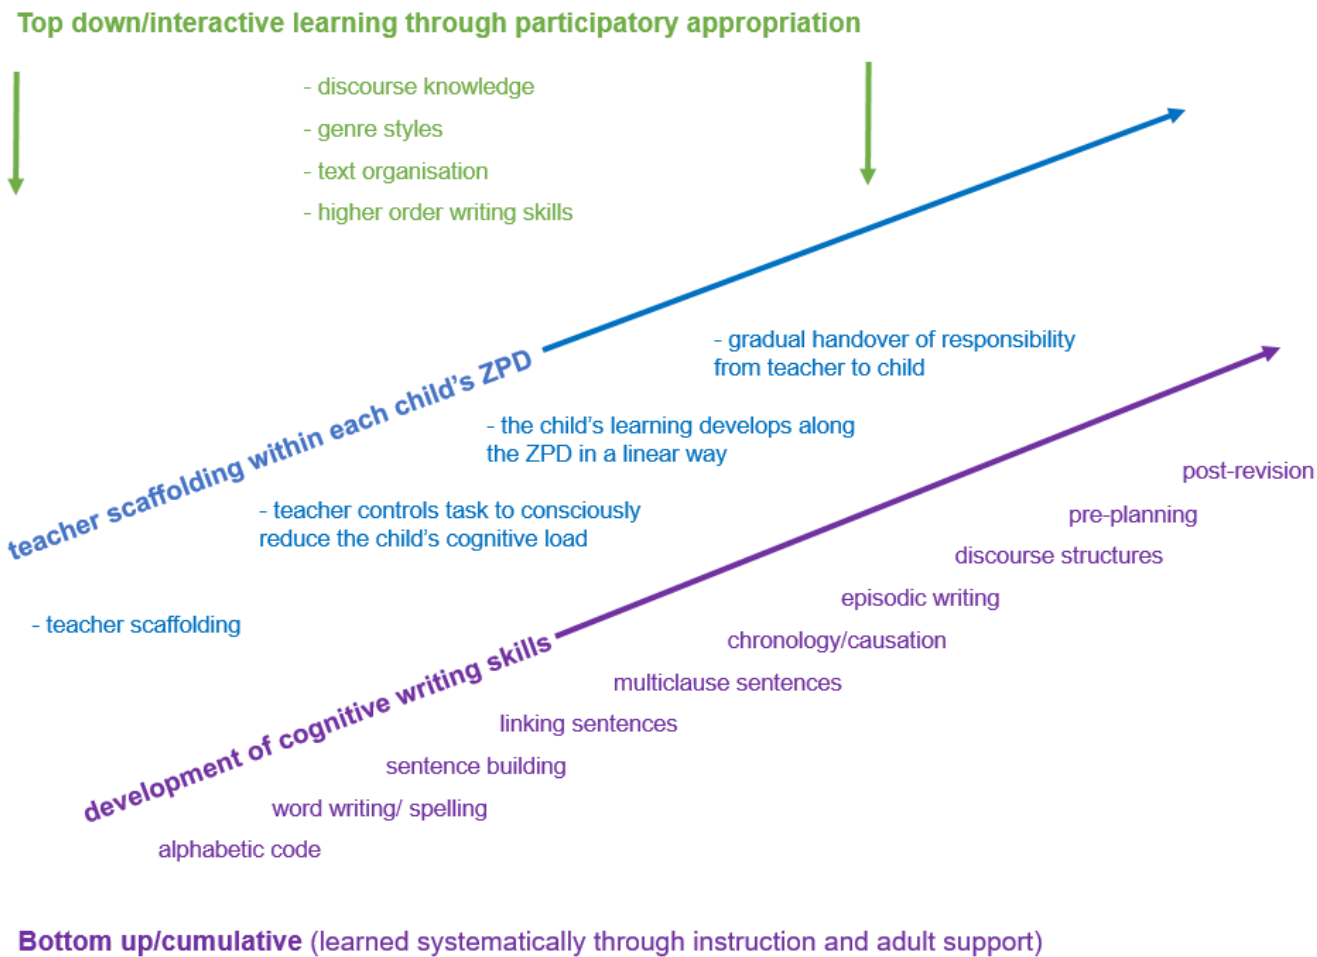 Top down/interactive learning through participatory appropriation
- discourse knowledge
- genre styles
- text organisation
- higher order writing skills
teacher scaffolding within each child's ZPD
- gradual handover of responsibility
from teacher to child
- the child's learning develops along
the ZPD in a linear way
- teacher controls task to consciously
reduce the child's cognitive load
- teacher scaffolding
development of cognitive writing skills
post-revision
pre-planning
discourse structures
episodic writing
chronology/causation
multiclause sentences
linking sentences
sentence building
word writing/ spelling
alphabetic code
Bottom up/cumulative (learned systematically through instruction and adult support)